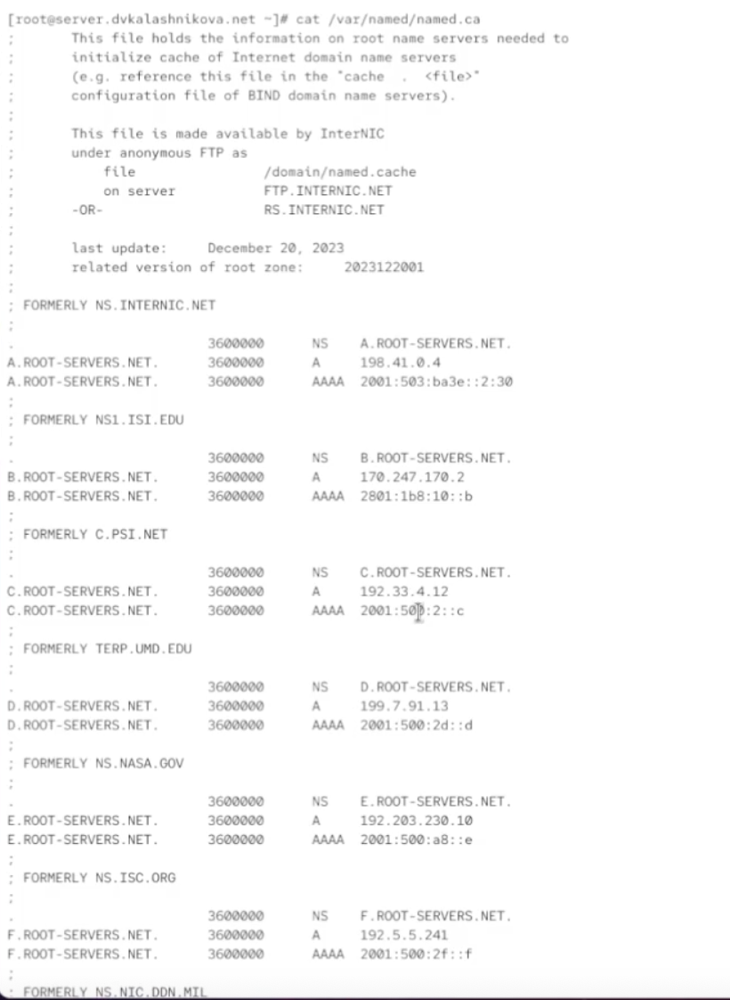 [root@server.dvkalashnikova.net ~]# cat /var/named/named.ca
;       This file holds the information on root name servers needed to
;       initialize cache of Internet domain name servers
;       (e.g. reference this file in the "cache  .  <file>"
;       configuration file of BIND domain name servers).
;
;       This file is made available by InterNIC
;       under anonymous FTP as
;           file                /domain/named.cache
;           on server           FTP.INTERNIC.NET
;       -OR-                    RS.INTERNIC.NET
;
;       last update:     December 20, 2023
;       related version of root zone:     2023122001
;
; FORMERLY NS.INTERNIC.NET
;
.                        3600000      NS    A.ROOT-SERVERS.NET.
A.ROOT-SERVERS.NET.      3600000      A     198.41.0.4
A.ROOT-SERVERS.NET.      3600000      AAAA  2001:503:ba3e::2:30
;
; FORMERLY NS1.ISI.EDU
;
.                        3600000      NS    B.ROOT-SERVERS.NET.
B.ROOT-SERVERS.NET.      3600000      A     170.247.170.2
B.ROOT-SERVERS.NET.      3600000      AAAA  2801:1b8:10::b
;
; FORMERLY C.PSI.NET
;
.                        3600000      NS    C.ROOT-SERVERS.NET.
C.ROOT-SERVERS.NET.      3600000      A     192.33.4.12
C.ROOT-SERVERS.NET.      3600000      AAAA  2001:500:2::c
;
; FORMERLY TERP.UMD.EDU
;
.                        3600000      NS    D.ROOT-SERVERS.NET.
D.ROOT-SERVERS.NET.      3600000      A     199.7.91.13
D.ROOT-SERVERS.NET.      3600000      AAAA  2001:500:2d::d
;
; FORMERLY NS.NASA.GOV
;
.                        3600000      NS    E.ROOT-SERVERS.NET.
E.ROOT-SERVERS.NET.      3600000      A     192.203.230.10
E.ROOT-SERVERS.NET.      3600000      AAAA  2001:500:a8::e
;
; FORMERLY NS.ISC.ORG
;
.                        3600000      NS    F.ROOT-SERVERS.NET.
F.ROOT-SERVERS.NET.      3600000      A     192.5.5.241
F.ROOT-SERVERS.NET.      3600000      AAAA  2001:500:2f::f
;
; FORMERLY NS.NIC.DDN.MIL